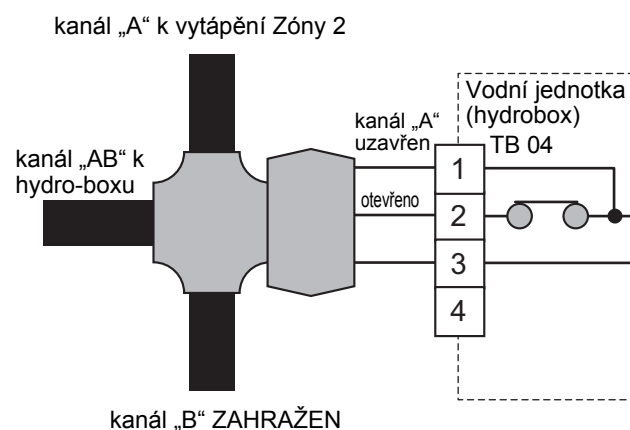 kanál „A“ k vytápění Zóny 2
Vodní jednotka
(hydrobox)
TB 04
kanál „A“
uzavřen
kanál „AB“ k
hydro-boxu
otevřeno
1
2
3
4
kanál „B“ ZAHRAŽEN